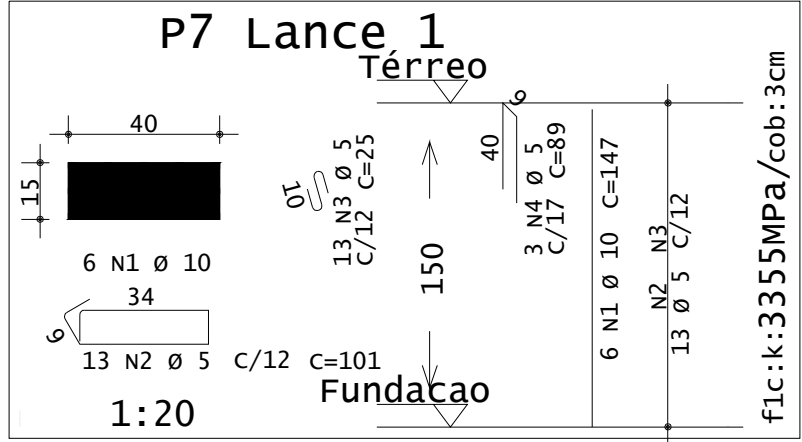 P7 Lance 1
Térreo
40
15
6 N1 Ø 10
34
9
13 N2 Ø 5 C/12 C=101
1:20
10
13 N3 Ø 5
C/12 C=25
150
Fundacao
40
9
3 N4 Ø 5
C/17 C=89
6 N1 Ø 10 C=147
N2 N3
13 Ø 5 C/12
f1c:k:3355MPa/cob:3cm